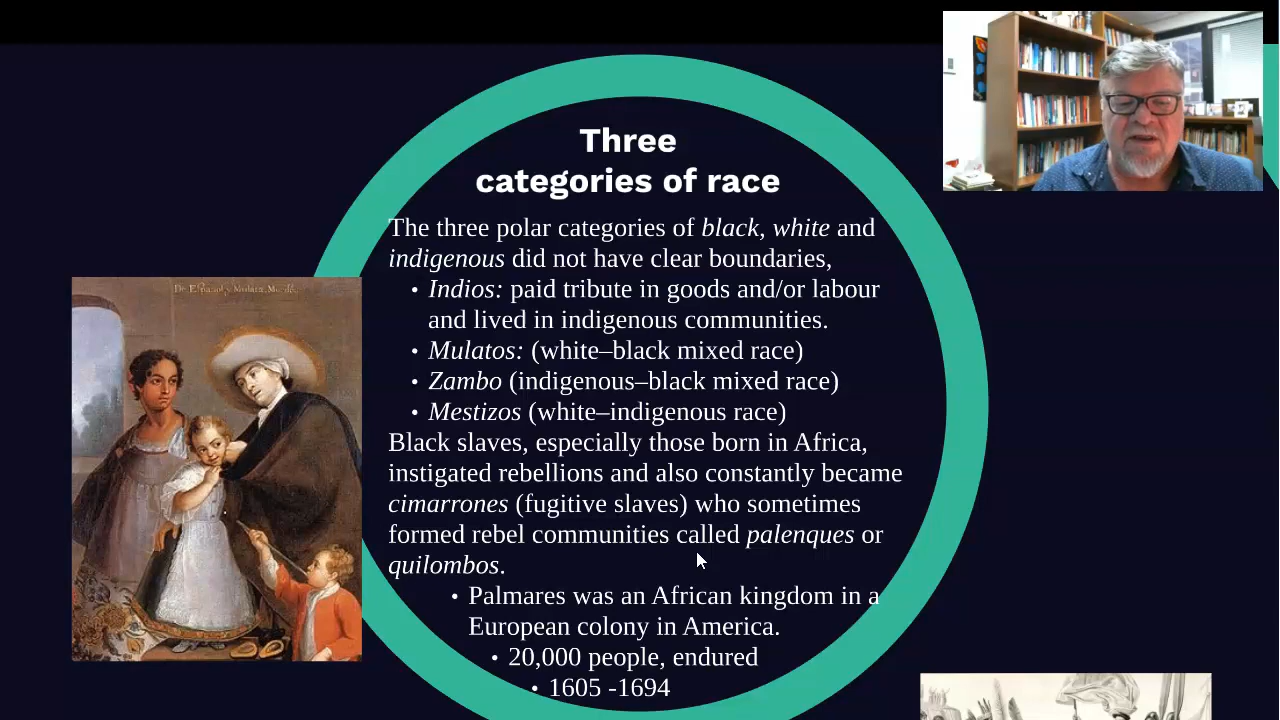 Three
categories of race
The three polar categories of black, white and
indigenous did not have clear boundaries,
• Indios: paid tribute in goods and/or labour
and lived in indigenous communities.
• Mulatos: (white–black mixed race)
• Zambo (indigenous–black mixed race)
• Mestizos (white–indigenous race)
Black slaves, especially those born in Africa,
instigated rebellions and also constantly became
cimarrones (fugitive slaves) who sometimes
formed rebel communities called palenques or
quilombos.
• Palmares was an African kingdom in a
European colony in America.
• 20,000 people, endured
• 1605 -1694